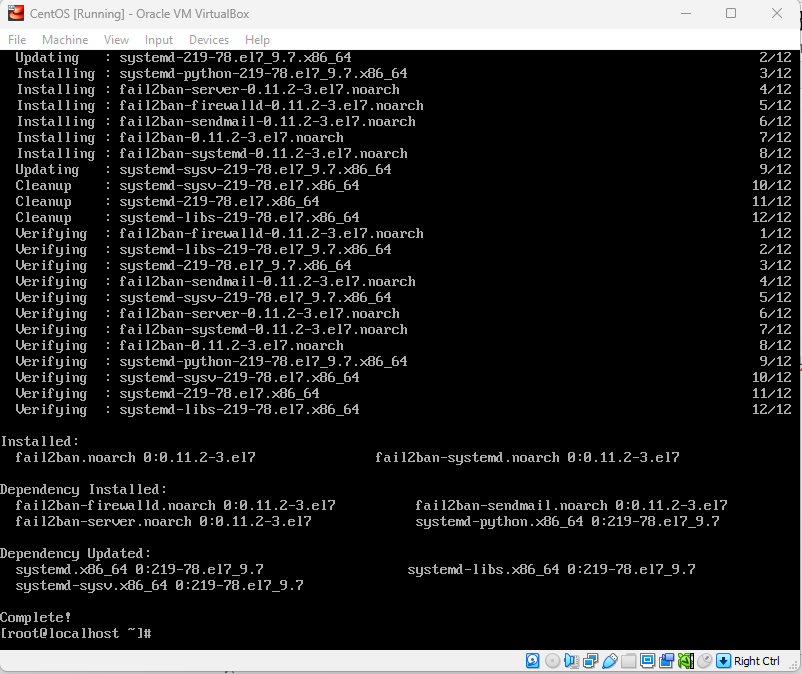 CentOS [Running] - Oracle VM VirtualBox
File Machine View Input Devices Help
Updating : systemd-219-78.el7_9.7.x86_64 2/12
Installing : systemd-python-219-78.el7_9.7.x86_64 3/12
Installing : fail2ban-server-0.11.2-3.el7.noarch 4/12
Installing : fail2ban-firewalld-0.11.2-3.el7.noarch 5/12
Installing : fail2ban-sendmail-0.11.2-3.el7.noarch 6/12
Installing : fail2ban-0.11.2-3.el7.noarch 7/12
Installing : fail2ban-systemd-0.11.2-3.el7.noarch 8/12
Updating : systemd-sysv-219-78.el7_9.7.x86_64 9/12
Cleanup : systemd-sysv-219-78.el7.x86_64 10/12
Cleanup : systemd-219-78.el7.x86_64 11/12
Cleanup : systemd-libs-219-78.el7.x86_64 12/12
Verifying : fail2ban-firewalld-0.11.2-3.el7.noarch 1/12
Verifying : systemd-libs-219-78.el7_9.7.x86_64 2/12
Verifying : systemd-219-78.el7_9.7.x86_64 3/12
Verifying : fail2ban-sendmail-0.11.2-3.el7.noarch 4/12
Verifying : systemd-sysv-219-78.el7_9.7.x86_64 5/12
Verifying : fail2ban-server-0.11.2-3.el7.noarch 6/12
Verifying : fail2ban-systemd-0.11.2-3.el7.noarch 7/12
Verifying : fail2ban-0.11.2-3.el7.noarch 8/12
Verifying : systemd-python-219-78.el7_9.7.x86_64 9/12
Verifying : systemd-sysv-219-78.el7.x86_64 10/12
Verifying : systemd-219-78.el7.x86_64 11/12
Verifying : systemd-libs-219-78.el7.x86_64 12/12
Installed:
fail2ban.noarch 0:0.11.2-3.el7 fail2ban-systemd.noarch 0:0.11.2-3.el7
Dependency Installed:
fail2ban-firewalld.noarch 0:0.11.2-3.el7 fail2ban-sendmail.noarch 0:0.11.2-3.el7
fail2ban-server.noarch 0:0.11.2-3.el7 systemd-python.x86_64 0:219-78.el7_9.7
Dependency Updated:
systemd.x86_64 0:219-78.el7_9.7 systemd-libs.x86_64 0:219-78.el7_9.7
systemd-sysv.x86_64 0:219-78.el7_9.7
Complete!
[root@localhost ~]#
Right Ctrl